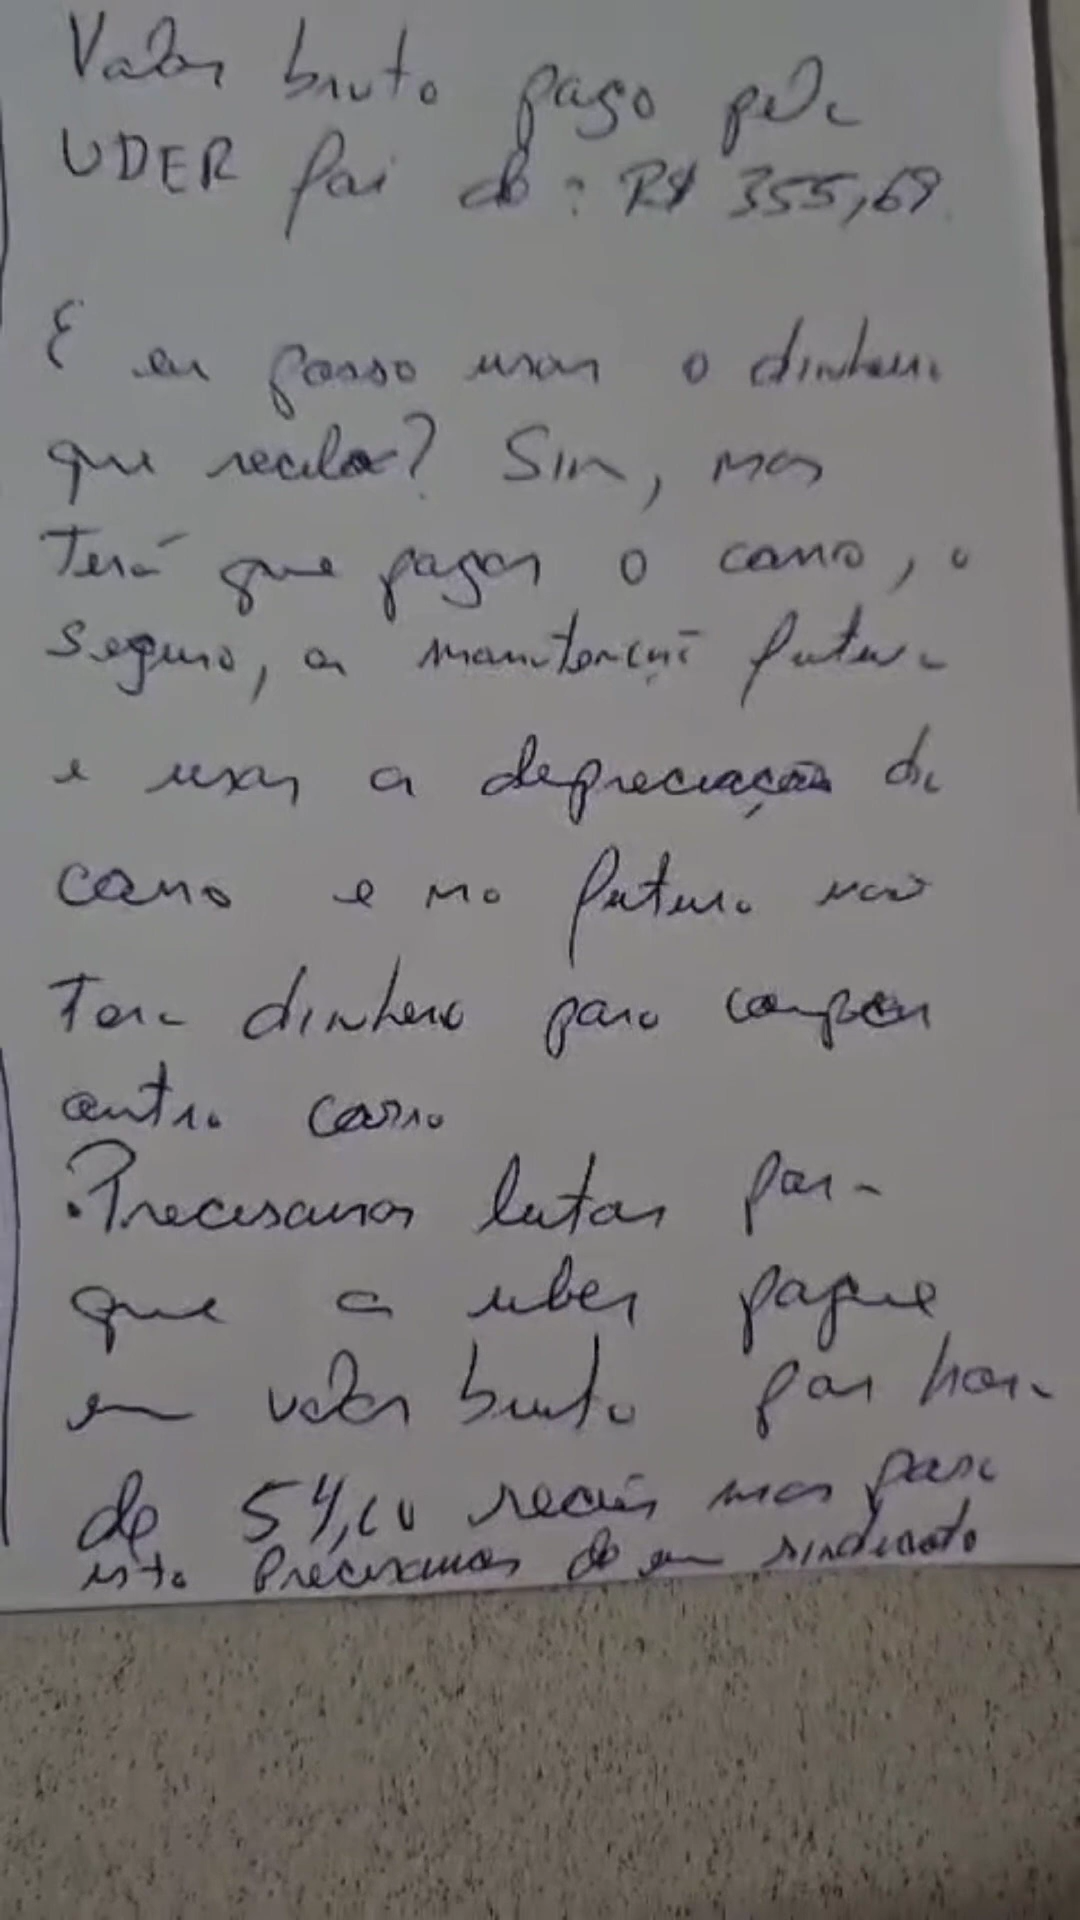 Valor bruto pago pela
UBER foi de: R$ 355,69
E eu posso usar o dinheiro
que recebo? Sim, mas
Terá que pagar o carro, o
seguro, a manutenção futura
e usar a depreciação do
carro e no futuro não
Terá dinheiro para comprar
outro carro
. Precisamos lutar para
que a uber pague
um valor bruto por hora
de 54,00 reais mas para
isto Precisamos de um sindicato